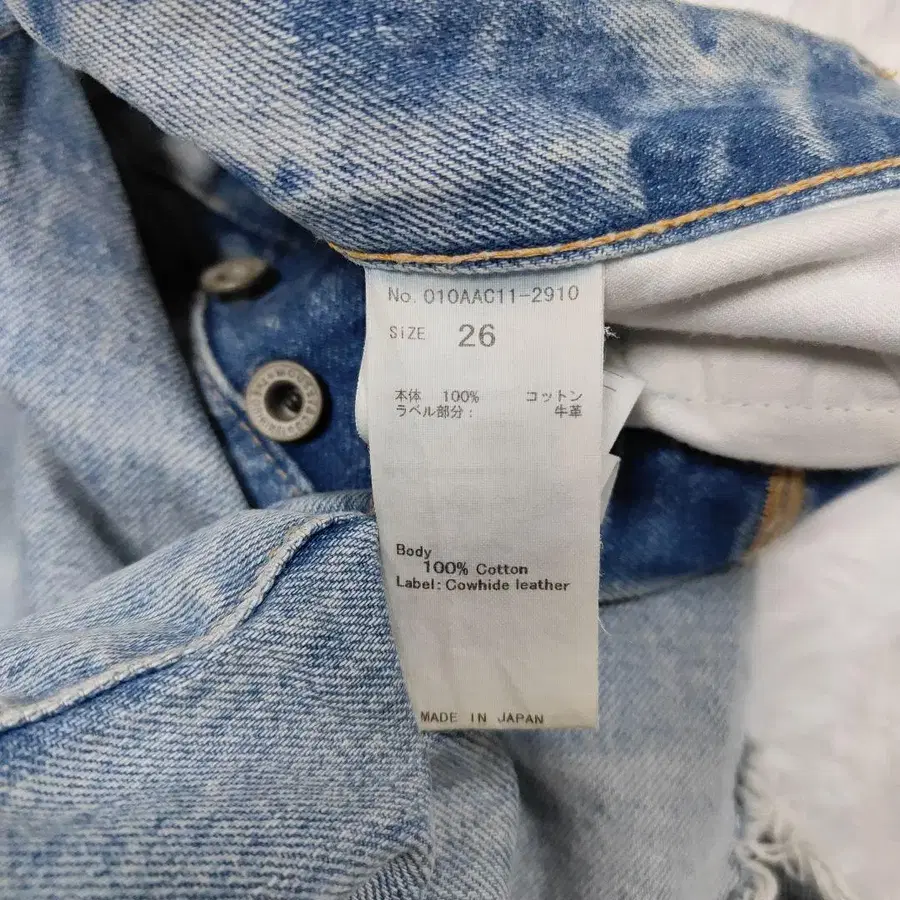 No. 010AAC11-2910
SiZE 26
本体 100% コットン
ラベル部分： 牛革
Body
100% Cotton
Label: Cowhide leather
MADE IN JAPAN